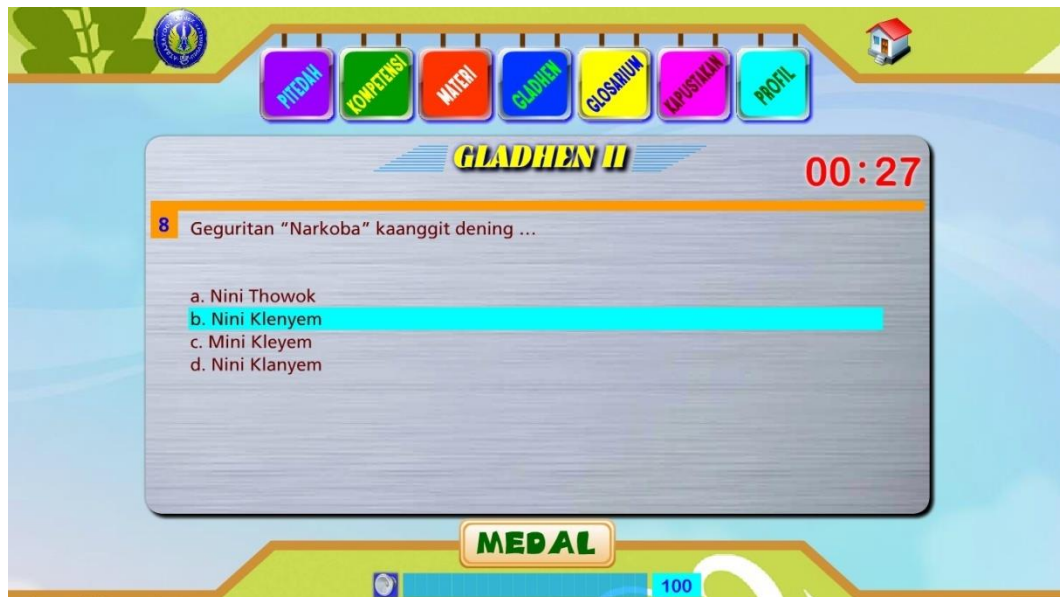 PITEDAH
KOMPETENSI
MATERI
GLADHEN
GLOSARIUM
KAPUSTAKAN
PROFIL
GLADHEN II
00:27
8
Geguritan “Narkoba” kaanggit dening ...
a. Nini Thowok
b. Nini Klenyem
c. Mini Kleyem
d. Nini Klanyem
MEDAL
100